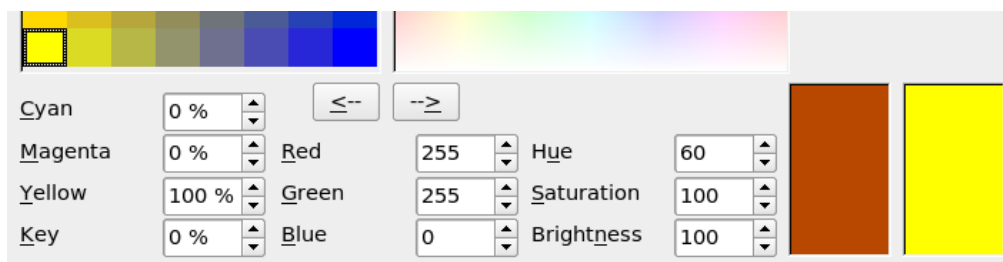 <-- -->
Cyan 0 %
Magenta 0 % Red 255 Hue 60
Yellow 100 % Green 255 Saturation 100
Key 0 % Blue 0 Brightness 100